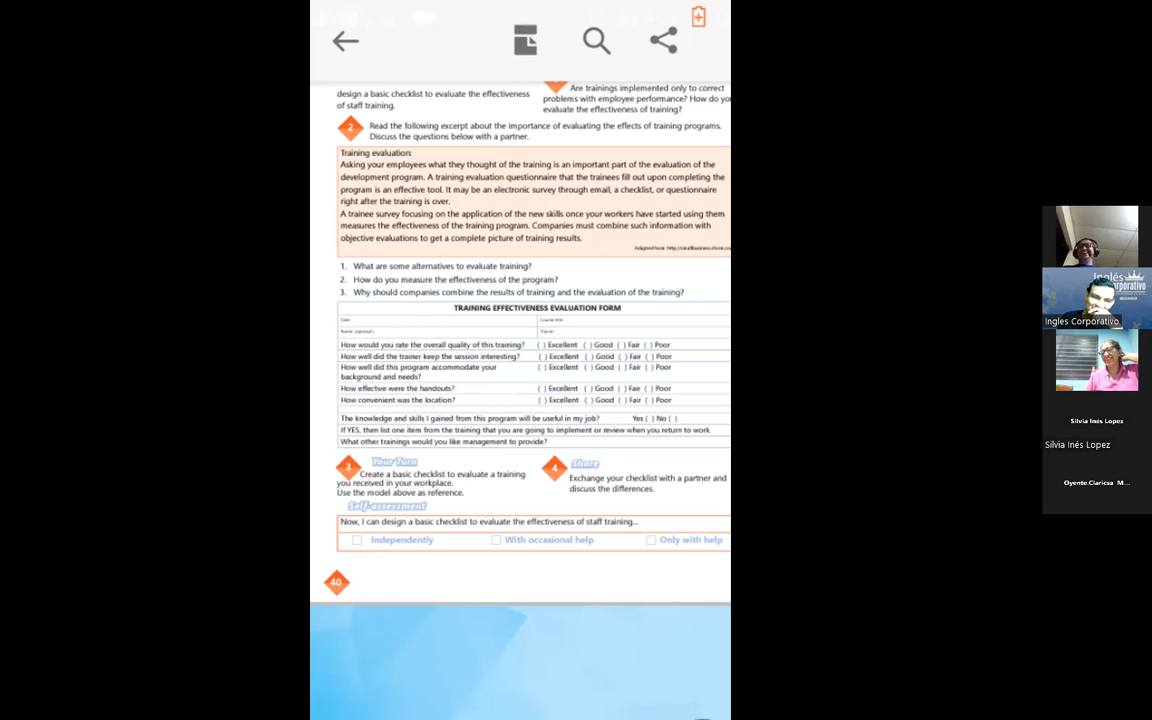 design a basic checklist to evaluate the effectiveness
of staff training.
Are trainings implemented only to correct
problems with employee performance? How do you
evaluate the effectiveness of training?
2 Read the following excerpt about the importance of evaluating the effects of training programs.
Discuss the questions below with a partner.
Training evaluation:
Asking your employees what they thought of the training is an important part of the evaluation of the
development program. A training evaluation questionnaire that the trainees fill out upon completing the
program is an effective tool. It may be an electronic survey through email, a checklist, or questionnaire
right after the training is over.
A trainee survey focusing on the application of the new skills once your workers have started using them
measures the effectiveness of the training program. Companies must combine such information with
objective evaluations to get a complete picture of training results.
Adapted from:
1. What are some alternatives to evaluate training?
2. How do you measure the effectiveness of the program?
3. Why should companies combine the results of training and the evaluation of the training?
TRAINING EFFECTIVENESS EVALUATION FORM
Date: Course title:
Name (optional) Trainer
How would you rate the overall quality of this training? ( ) Excellent ( ) Good ( ) Fair ( ) Poor
How well did the trainer keep the session interesting? ( ) Excellent ( ) Good ( ) Fair ( ) Poor
How well did this program accommodate your ( ) Excellent ( ) Good ( ) Fair ( ) Poor
background and needs?
How effective were the handouts? ( ) Excellent ( ) Good ( ) Fair ( ) Poor
How convenient was the location? ( ) Excellent ( ) Good ( ) Fair ( ) Poor
The knowledge and skills I gained from this program will be useful in my job? Yes ( ) No ( )
If YES, then list one item from the training that you are going to implement or review when you return to work
What other trainings would you like management to provide?
3 Your Turn
Create a basic checklist to evaluate a training
you received in your workplace.
Use the model above as reference.
4 Share
Exchange your checklist with a partner and
discuss the differences.
Self-assessment
Now, I can design a basic checklist to evaluate the effectiveness of staff training...
Independently With occasional help Only with help
40
Inglés
Corporativo
Ingles Corporativo
Silvia Inés Lopez
Silvia Inés Lopez
Oyente.Claricsa M...